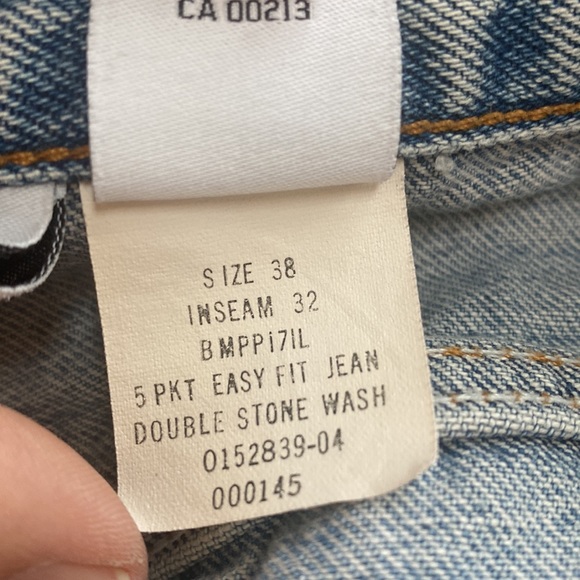 CA 00213
SIZE 38
INSEAM 32
BMPPi71L
5 PKT EASY FIT JEAN
DOUBLE STONE WASH
0152839-04
000145